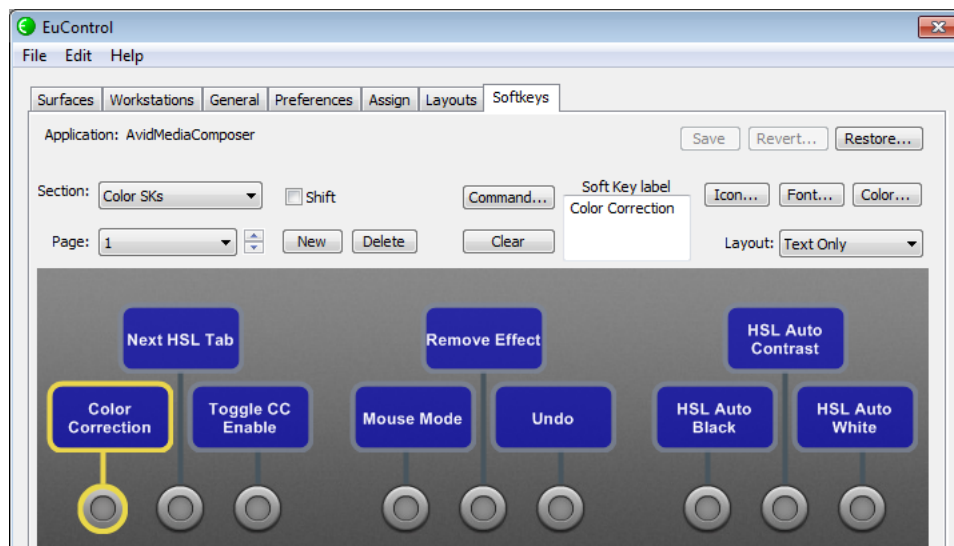 EuControl
File Edit Help
Surfaces Workstations General Preferences Assign Layouts Softkeys
Application: AvidMediaComposer
Save Revert... Restore...
Section: Color SKs Shift Command... Soft Key label Icon... Font... Color...
Color Correction
Page: 1 New Delete Clear Layout: Text Only
Next HSL Tab
Remove Effect
HSL Auto
Contrast
Color
Correction
Toggle CC
Enable
Mouse Mode
Undo
HSL Auto
Black
HSL Auto
White